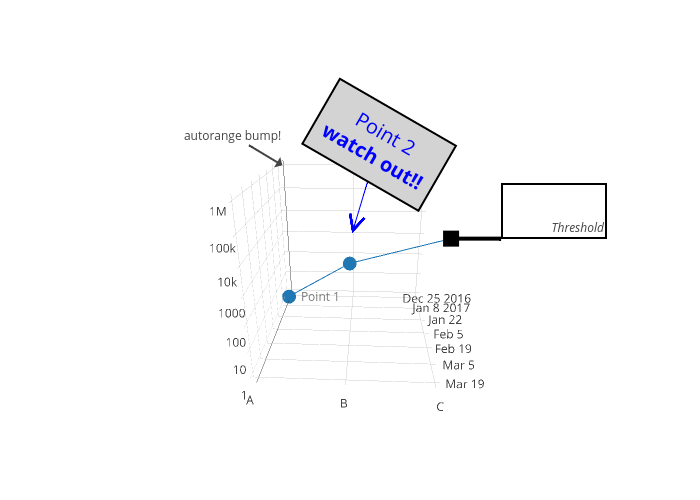 Point 2
watch out!!
autorange bump!
Threshold
1M
100k
10k
1000
100
10
1
Point 1
Dec 25 2016
Jan 8 2017
Jan 22
Feb 5
Feb 19
Mar 5
Mar 19
A
B
C